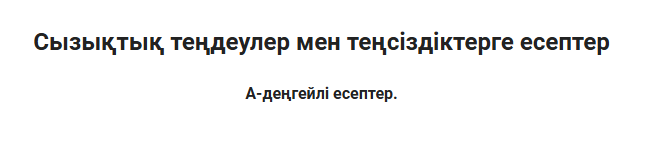 Сызықтық теңдеулер мен теңсіздіктерге есептер
А-деңгейлі есептер.